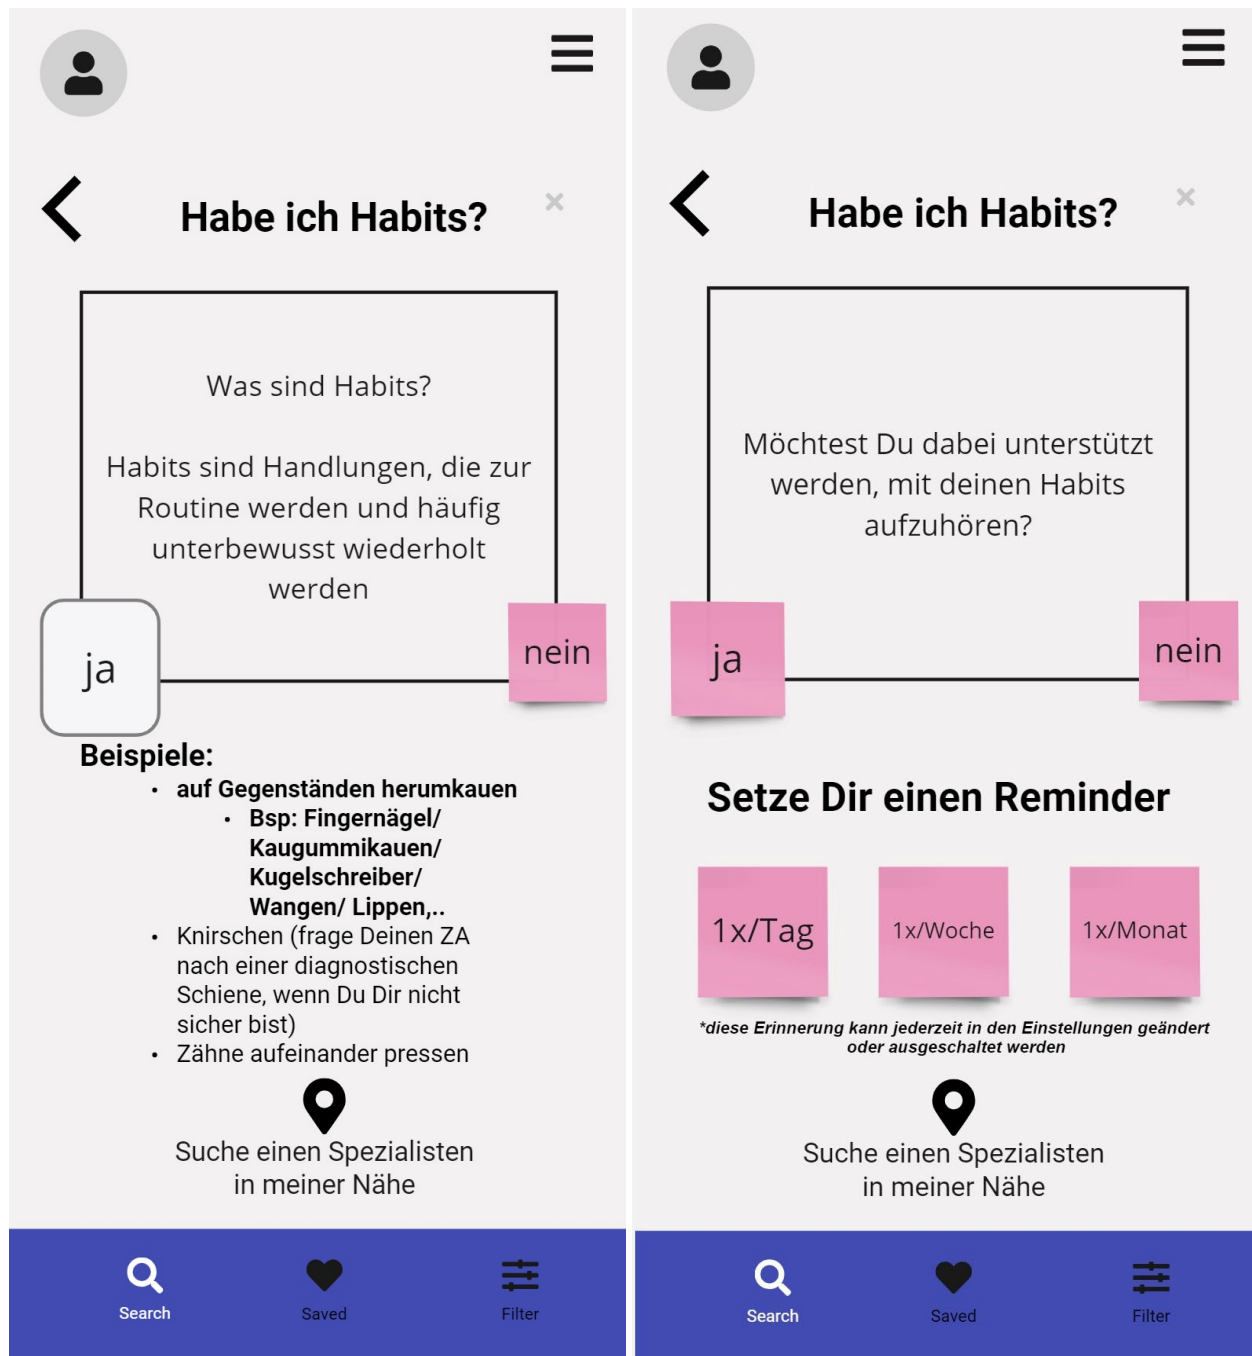 Habe ich Habits?
×
Was sind Habits?
Habits sind Handlungen, die zur
Routine werden und häufig
unterbewusst wiederholt
werden
ja
nein
Beispiele:
• auf Gegenständen herumkauen
• Bsp: Fingernägel/
Kaugummikauen/
Kugelschreiber/
Wangen/ Lippen,..
• Knirschen (frage Deinen ZA
nach einer diagnostischen
Schiene, wenn Du Dir nicht
sicher bist)
• Zähne aufeinander pressen
Suche einen Spezialisten
in meiner Nähe
Search
Saved
Filter
Habe ich Habits?
×
Möchtest Du dabei unterstützt
werden, mit deinen Habits
aufzuhören?
ja
nein
Setze Dir einen Reminder
1x/Tag
1x/Woche
1x/Monat
*diese Erinnerung kann jederzeit in den Einstellungen geändert
oder ausgeschaltet werden
Suche einen Spezialisten
in meiner Nähe
Search
Saved
Filter